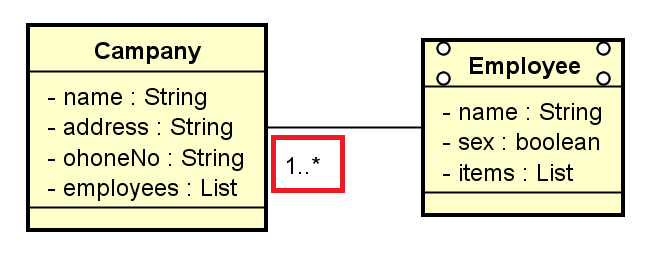 Campany
- name : String
- address : String
- ohoneNo : String
- employees : List
1..*
Employee
- name : String
- sex : boolean
- items : List